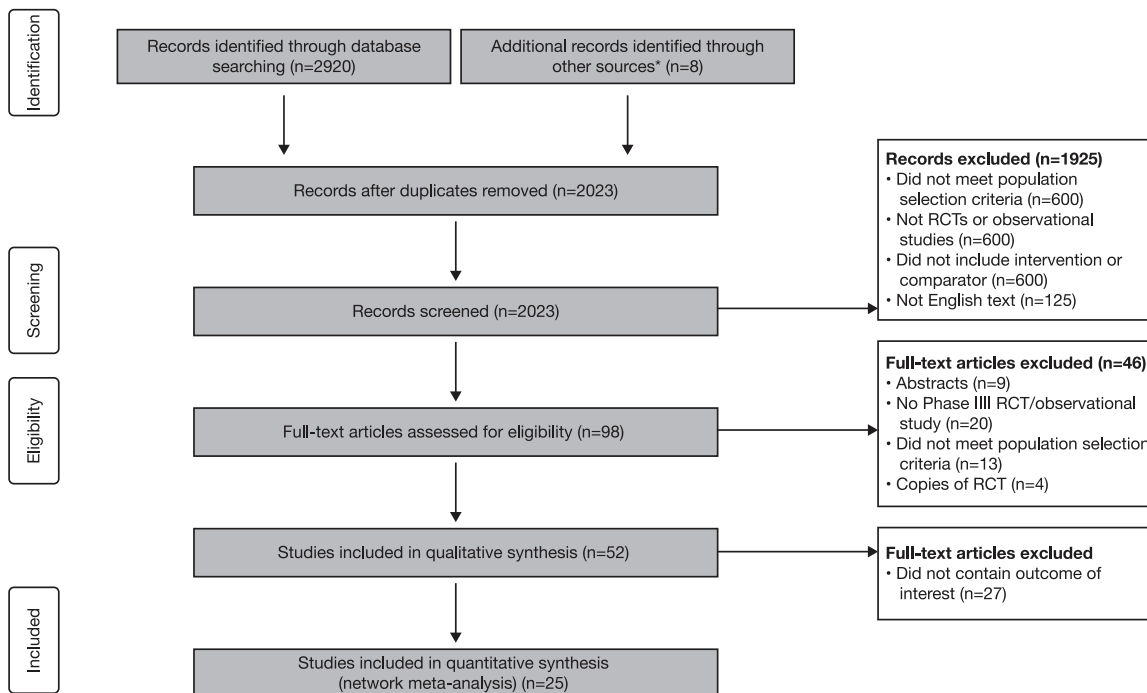 Identification
Records identified through database
searching (n=2920)
Additional records identified through
other sources* (n=8)
Records after duplicates removed (n=2023)
Screening
Records screened (n=2023)
Records excluded (n=1925)
• Did not meet population
selection criteria (n=600)
• Not RCTs or observational
studies (n=600)
• Did not include intervention or
comparator (n=600)
• Not English text (n=125)
Eligibility
Full-text articles assessed for eligibility (n=98)
Full-text articles excluded (n=46)
• Abstracts (n=9)
• No Phase IIII RCT/observational
study (n=20)
• Did not meet population selection
criteria (n=13)
• Copies of RCT (n=4)
Studies included in qualitative synthesis (n=52)
Full-text articles excluded
• Did not contain outcome of
interest (n=27)
Included
Studies included in quantitative synthesis
(network meta-analysis) (n=25)